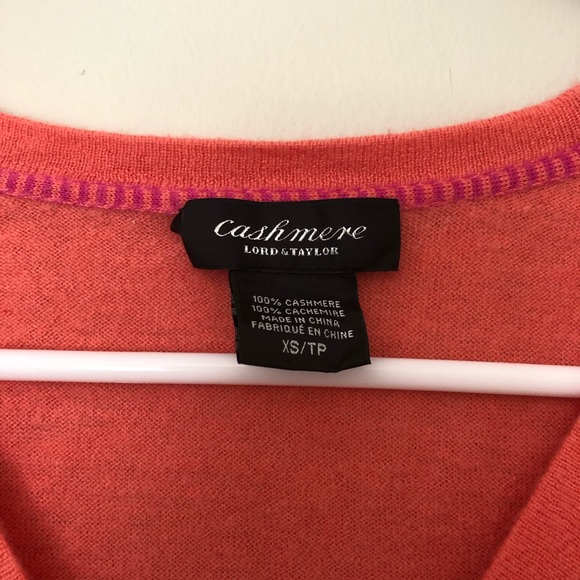 cashmere
LORD & TAYLOR
100% CASHMERE
100% CACHEMIRE
MADE IN CHINA
FABRIQUÉ EN CHINE
XS/TP